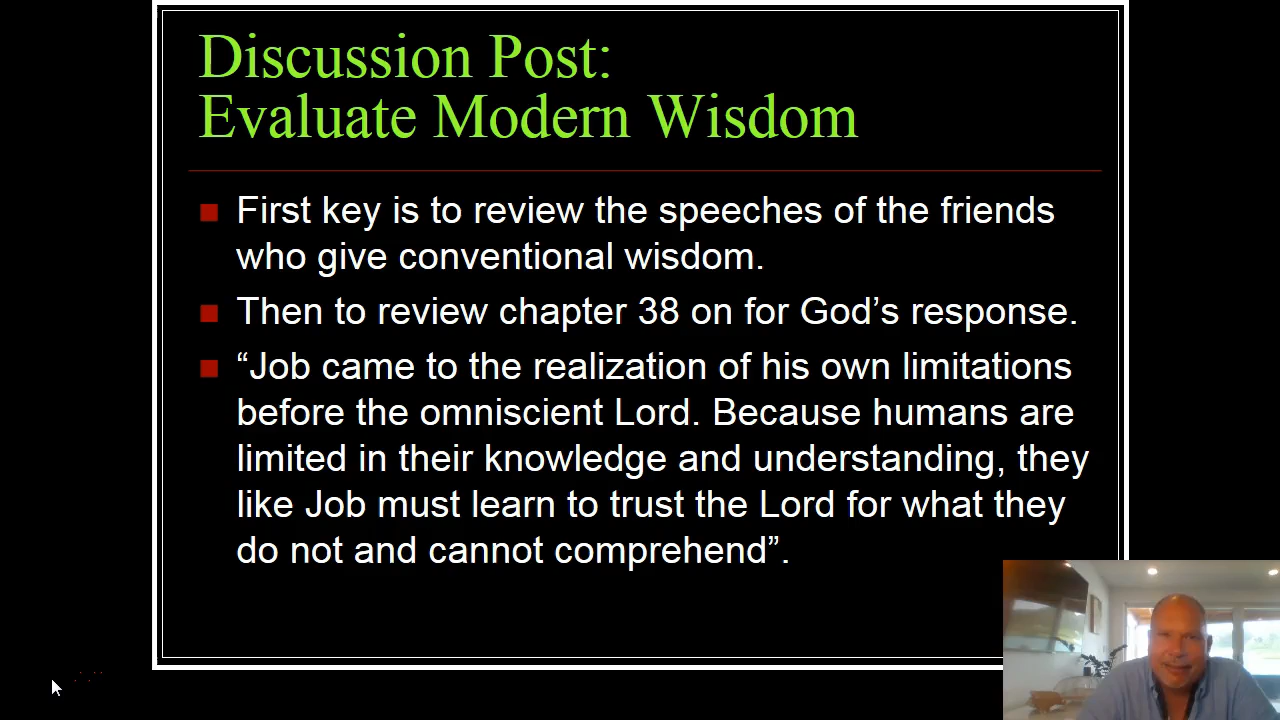 Discussion Post:
Evaluate Modern Wisdom
First key is to review the speeches of the friends
who give conventional wisdom.
Then to review chapter 38 on for God’s response.
“Job came to the realization of his own limitations
before the omniscient Lord. Because humans are
limited in their knowledge and understanding, they
like Job must learn to trust the Lord for what they
do not and cannot comprehend”.